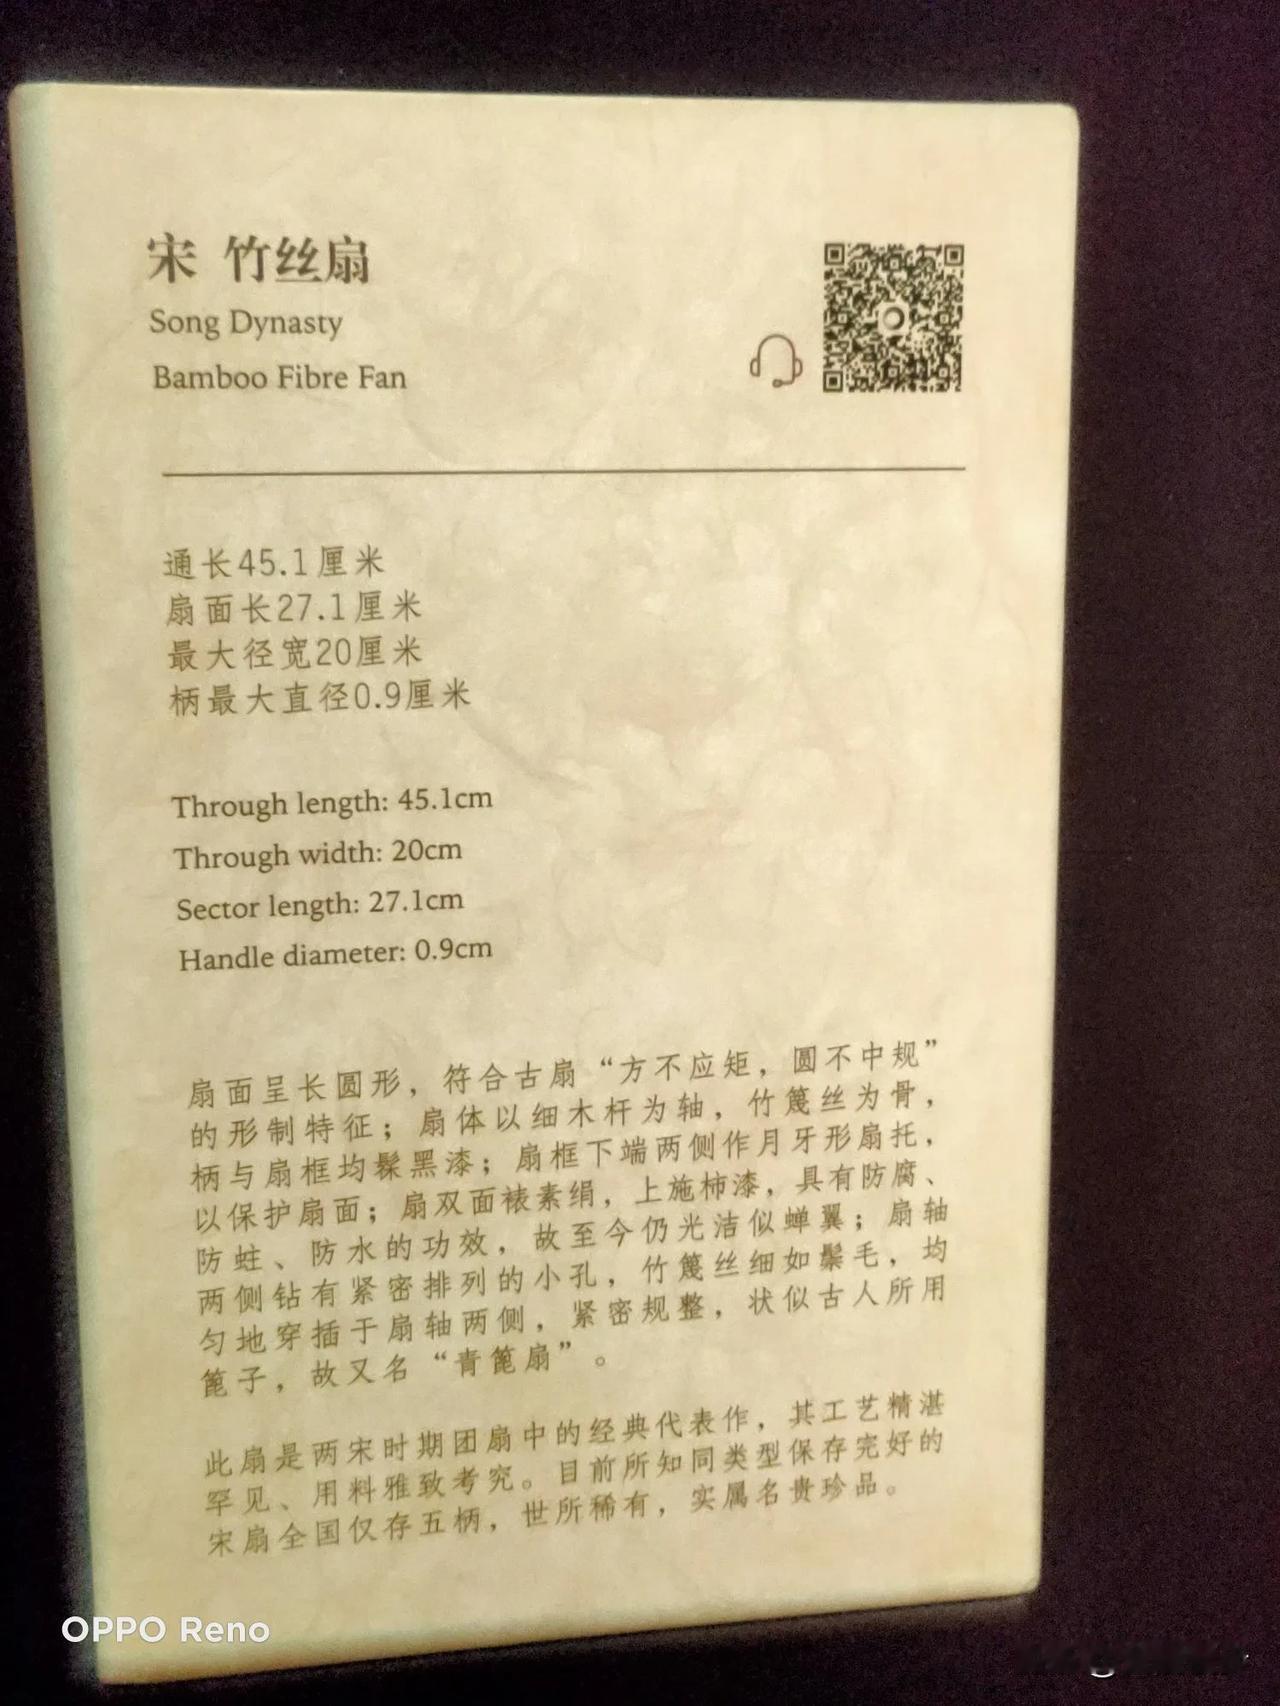 宋 竹丝扇
Song Dynasty
Bamboo Fibre Fan
通长45.1厘米
扇面长27.1厘米
最大径宽20厘米
柄最大直径0.9厘米
Through length: 45.1cm
Through width: 20cm
Sector length: 27.1cm
Handle diameter: 0.9cm
扇面呈长圆形，符合古扇“方不应矩，圆不中规”
的形制特征；扇体以细木杆为轴，竹篾丝为骨，
柄与扇框均髹黑漆；扇框下端两侧作月牙形扇托，
以保护扇面；扇双面裱素绢，上施柿漆，具有防腐、
防蛀、防水的功效，故至今仍光洁似蝉翼；扇轴
两侧钻有紧密排列的小孔，竹篾丝细如鬃毛，均
匀地穿插于扇轴两侧，紧密规整，状似古人所用
篦子，故又名“青篦扇”。
此扇是两宋时期团扇中的经典代表作，其工艺精湛
罕见、用料雅致考究。目前所知同类型保存完好的
宋扇全国仅存五柄，世所稀有，实属名贵珍品。
OPPO Reno